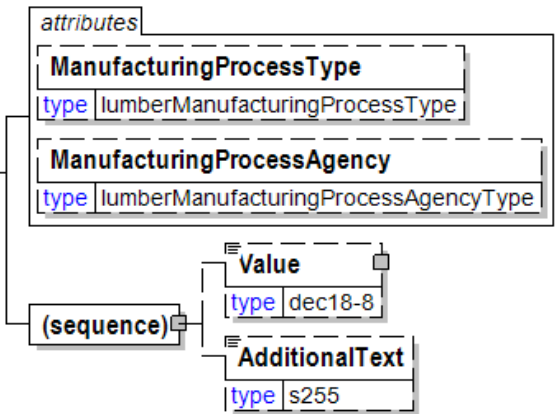 attributes
ManufacturingProcessType
type lumberManufacturingProcessType
ManufacturingProcessAgency
type lumberManufacturingProcessAgencyType
Value
type dec18-8
(sequence)
AdditionalText
type s255